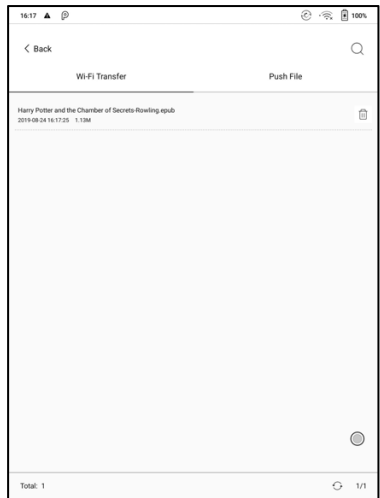 16:17 100%
Back
Wi-Fi Transfer Push File
Harry Potter and the Chamber of Secrets-Rowling.epub
2019-08-24 16:17:25 1.13M
Total: 1 1/1